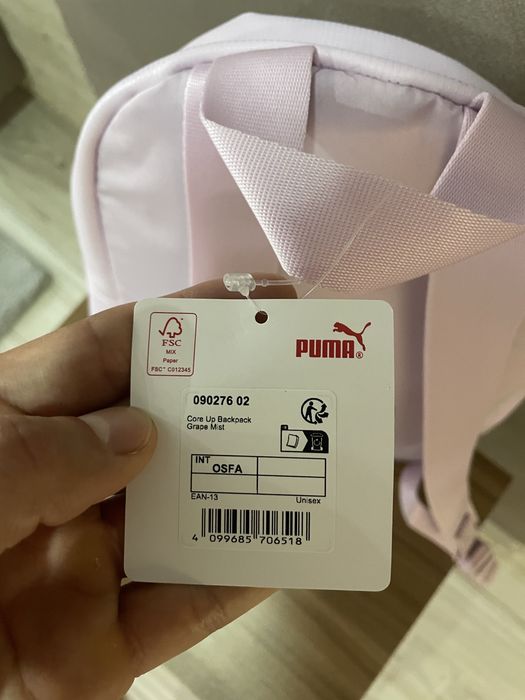 FSC
MIX
Paper
FSC™ C012345
PUMA®
090276 02
Core Up Backpack
Grape Mist
INT
OSFA
EAN-13
Unisex
4 099685 706518